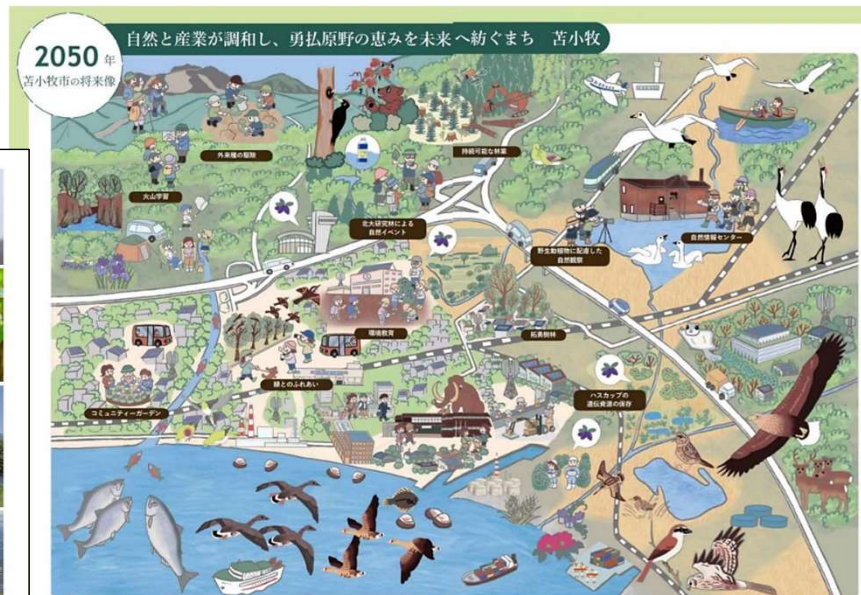 2050年
苫小牧市の将来像
自然と産業が調和し、勇払原野の恵みを未来へ紡ぐまち 苫小牧
外来種の駆除
持続可能な林業
火山学習
北大研究林による
自然イベント
野生動植物に配慮した
自然観察
自然情報センター
環境教育
拓勇樹林
緑とのふれあい
ハスカップの
遺伝資源の保存
コミュニティーガーデン